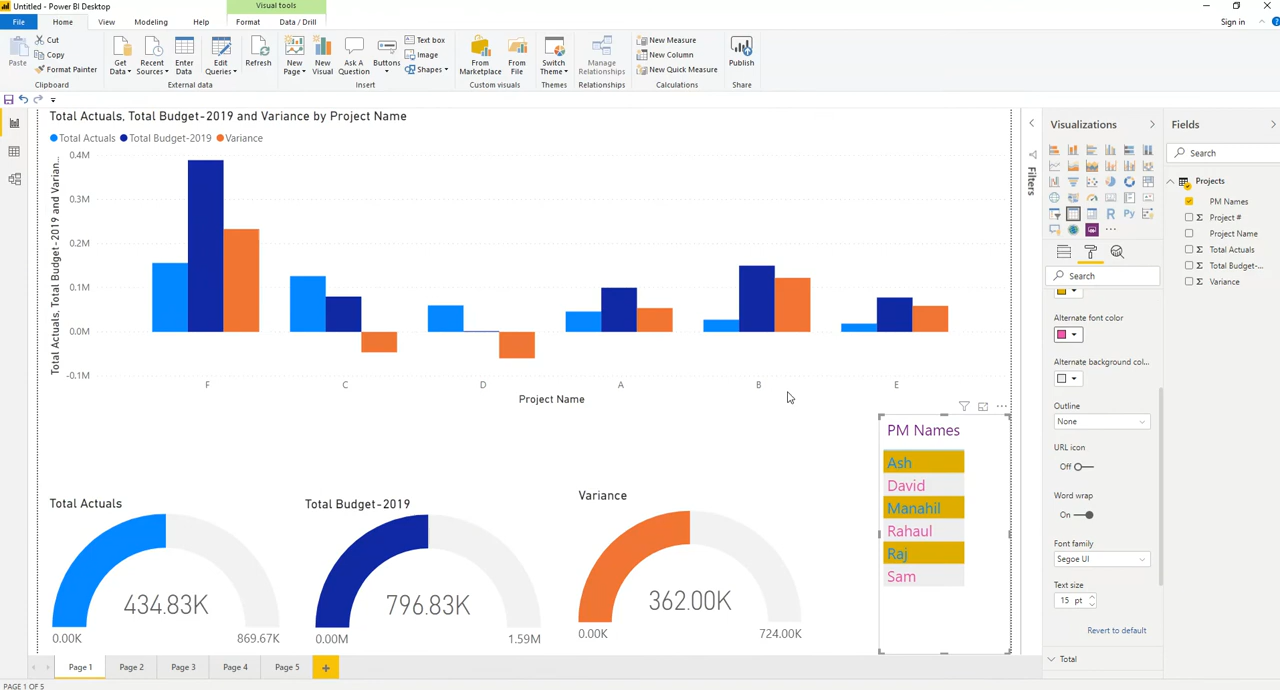 Untitled - Power BI Desktop
Visual tools
File Home View Modeling Help Format Data / Drill
Sign in
Paste
Cut
Copy
Format Painter
Clipboard
Get Data
Recent Sources
Enter Data
Edit Queries
Refresh
External data
New Page
New Visual
Ask A Question
Buttons
Text box
Image
Shapes
Insert
From Marketplace
From File
Custom visuals
Switch Theme
Themes
Manage Relationships
Relationships
New Measure
New Column
New Quick Measure
Calculations
Publish
Share
Total Actuals, Total Budget-2019 and Variance by Project Name
Total Actuals Total Budget-2019 Variance
Total Actuals, Total Budget-2019 and Varian...
0.4M
0.3M
0.2M
0.1M
0.0M
-0.1M
F C D A B E
Project Name
Total Actuals
434.83K
0.00K 869.67K
Total Budget-2019
796.83K
0.00M 1.59M
Variance
362.00K
0.00K 724.00K
PM Names
Ash
David
Manahil
Rahaul
Raj
Sam
Filters
Visualizations
R Py
Search
Alternate font color
Alternate background col...
Outline
None
URL icon
Off
Word wrap
On
Font family
Segoe UI
Text size
15 pt
Revert to default
Total
Fields
Search
Projects
PM Names
Σ Project #
Project Name
Σ Total Actuals
Σ Total Budget-...
Σ Variance
Page 1 Page 2 Page 3 Page 4 Page 5 +
PAGE 1 OF 5